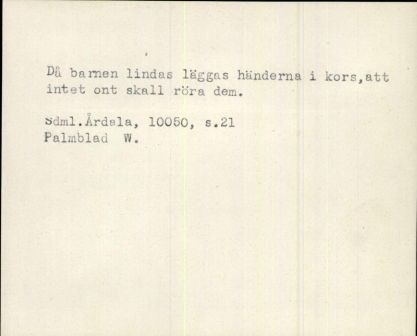 Då barnen lindas läggas händerna i kors,att
intet ont skall röra dem.
Sdml.Årdala, 10050, s.21
Palmblad W.